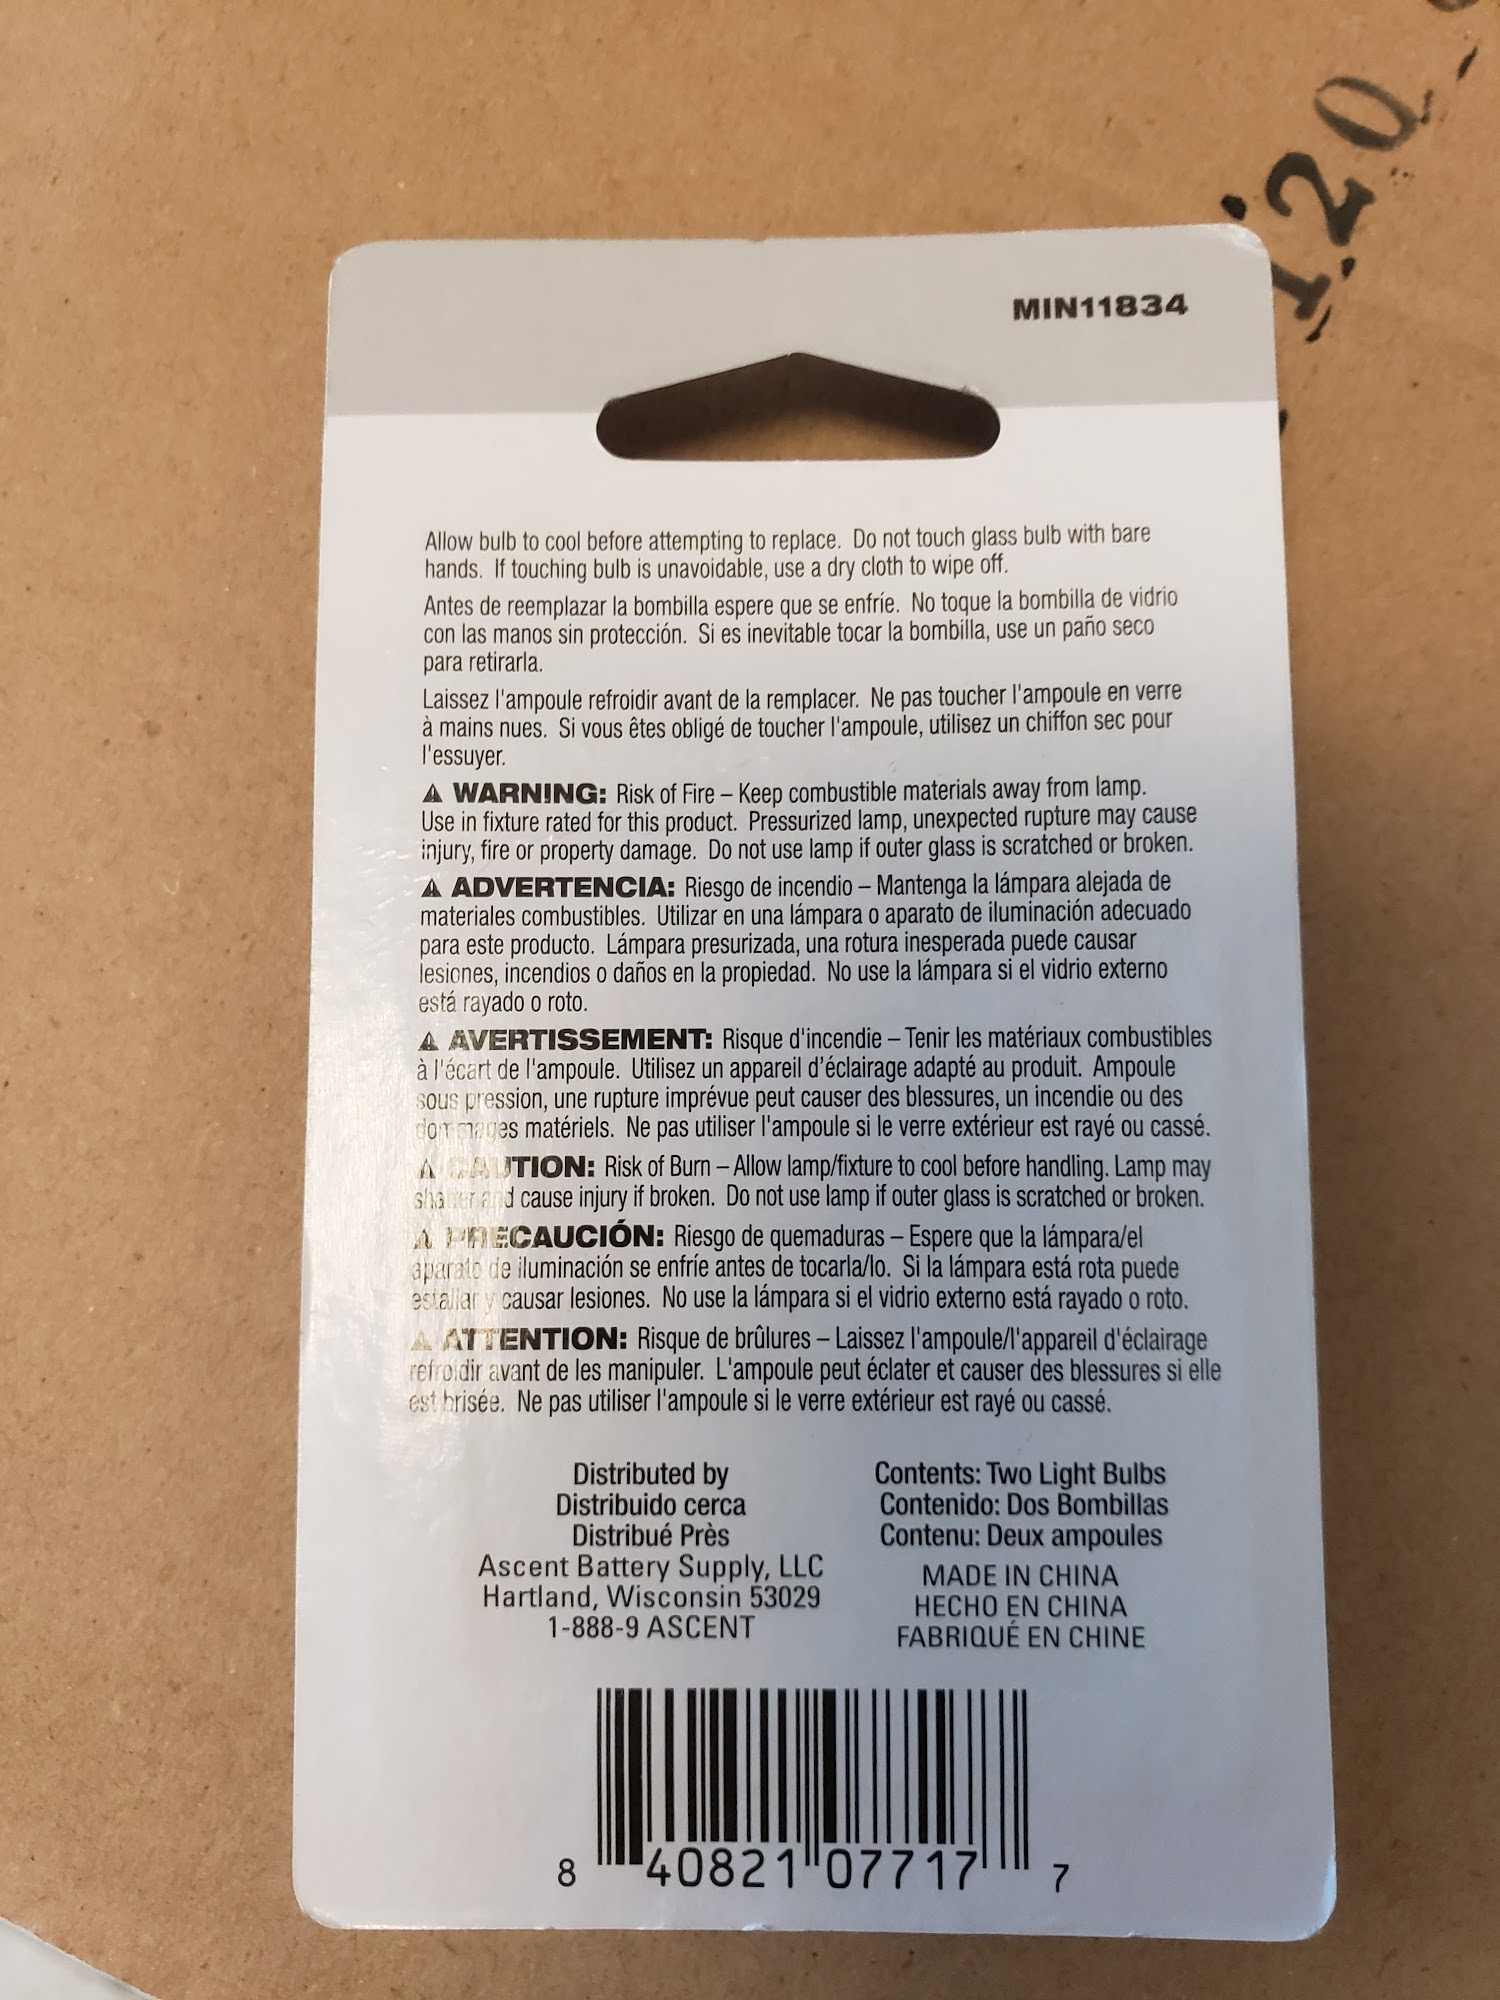 120
MIN11834
Allow bulb to cool before attempting to replace. Do not touch glass bulb with bare
hands. If touching bulb is unavoidable, use a dry cloth to wipe off.
Antes de reemplazar la bombilla espere que se enfríe. No toque la bombilla de vidrio
con las manos sin protección. Si es inevitable tocar la bombilla, use un paño seco
para retirarla.
Laissez l'ampoule refroidir avant de la remplacer. Ne pas toucher l'ampoule en verre
à mains nues. Si vous êtes obligé de toucher l'ampoule, utilisez un chiffon sec pour
l'essuyer.
⚠ WARNING: Risk of Fire – Keep combustible materials away from lamp.
Use in fixture rated for this product. Pressurized lamp, unexpected rupture may cause
injury, fire or property damage. Do not use lamp if outer glass is scratched or broken.
⚠ ADVERTENCIA: Riesgo de incendio – Mantenga la lámpara alejada de
materiales combustibles. Utilizar en una lámpara o aparato de iluminación adecuado
para este producto. Lámpara presurizada, una rotura inesperada puede causar
lesiones, incendios o daños en la propiedad. No use la lámpara si el vidrio externo
está rayado o roto.
⚠ AVERTISSEMENT: Risque d'incendie – Tenir les matériaux combustibles
à l'écart de l'ampoule. Utilisez un appareil d'éclairage adapté au produit. Ampoule
sous pression, une rupture imprévue peut causer des blessures, un incendie ou des
dommages matériels. Ne pas utiliser l'ampoule si le verre extérieur est rayé ou cassé.
⚠ CAUTION: Risk of Burn – Allow lamp/fixture to cool before handling. Lamp may
shatter and cause injury if broken. Do not use lamp if outer glass is scratched or broken.
⚠ PRECAUCIÓN: Riesgo de quemaduras – Espere que la lámpara/el
aparato de iluminación se enfríe antes de tocarla/lo. Si la lámpara está rota puede
estallar y causar lesiones. No use la lámpara si el vidrio externo está rayado o roto.
⚠ ATTENTION: Risque de brûlures – Laissez l'ampoule/l'appareil d'éclairage
refroidir avant de les manipuler. L'ampoule peut éclater et causer des blessures si elle
est brisée. Ne pas utiliser l'ampoule si le verre extérieur est rayé ou cassé.
Distributed by
Distribuido cerca
Distribué Près
Ascent Battery Supply, LLC
Hartland, Wisconsin 53029
1-888-9 ASCENT
Contents: Two Light Bulbs
Contenido: Dos Bombillas
Contenu: Deux ampoules
MADE IN CHINA
HECHO EN CHINA
FABRIQUÉ EN CHINE
8 40821 07717 7